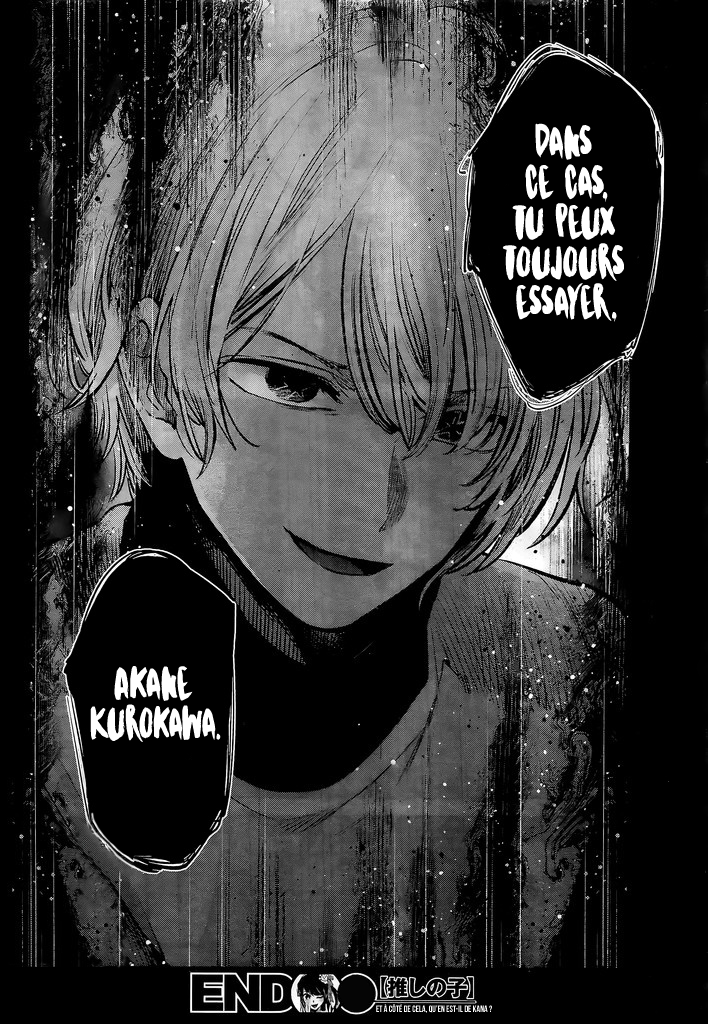 DANS
CE CAS,
TU PEUX
TOUJOURS
ESSAYER,
AKANE
KUROKAWA.
END
【推しの子】
ET À CÔTÉ DE CELA, QU'EN EST-IL DE KANA ?